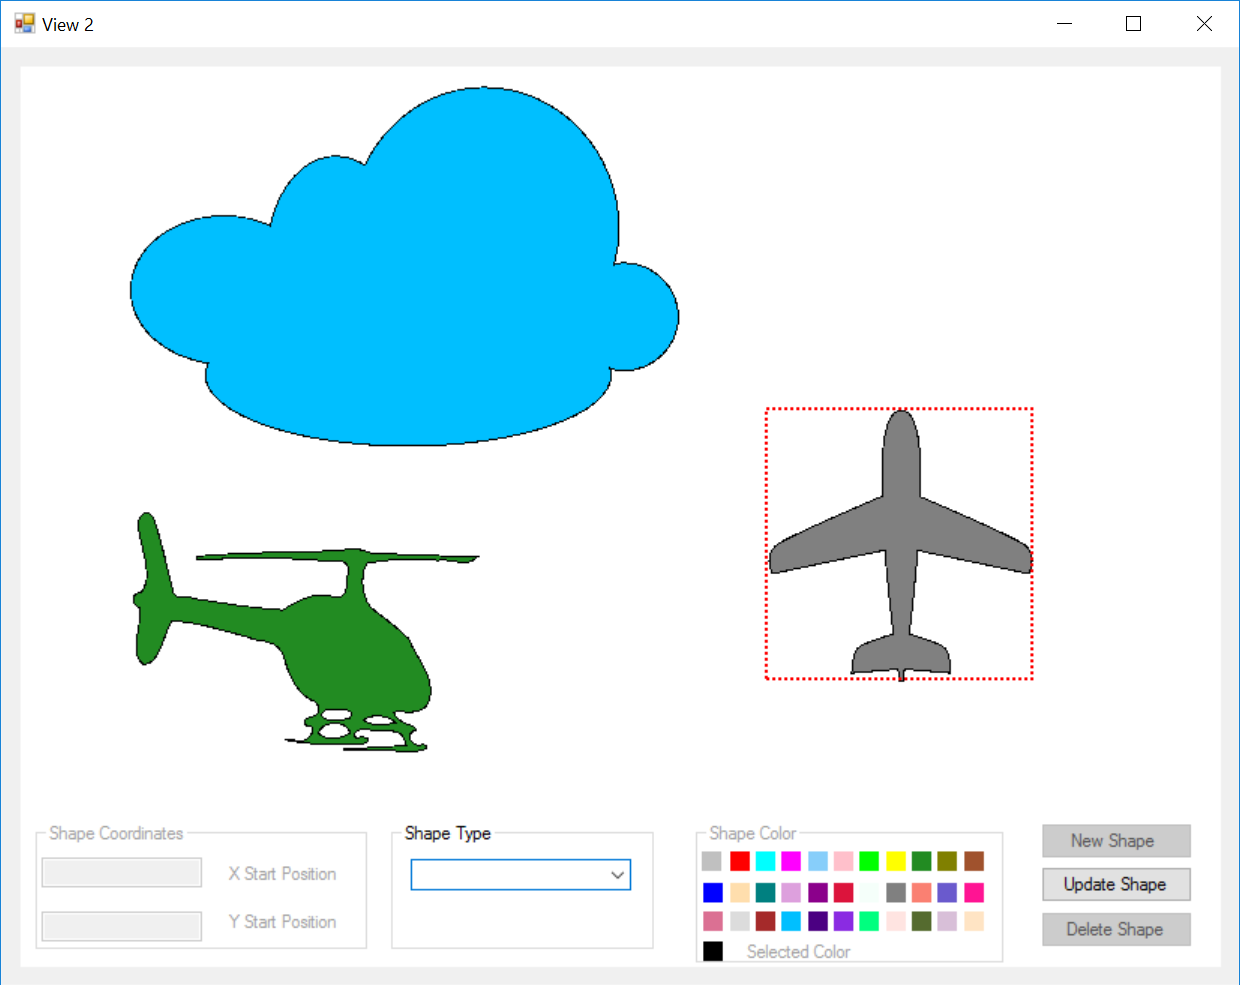 View 2
Shape Coordinates
X Start Position
Y Start Position
Shape Type
Shape Color
Selected Color
New Shape
Update Shape
Delete Shape